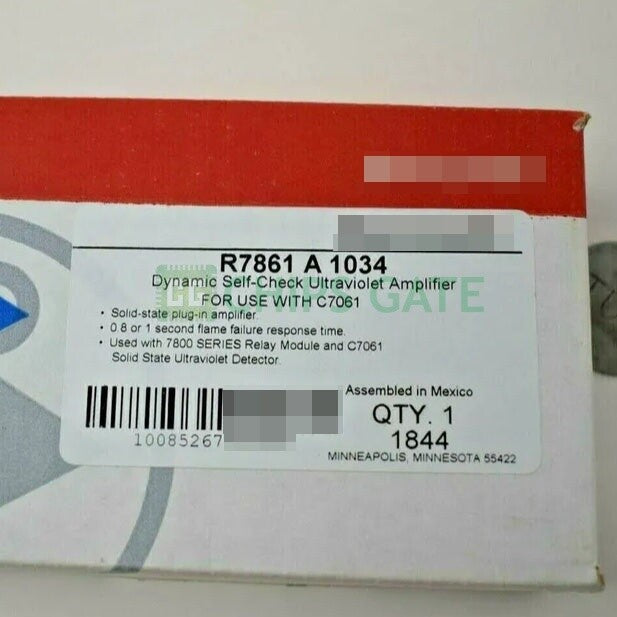 R7861 A 1034
Dynamic Self-Check Ultraviolet Amplifier
FOR USE WITH C7061
CHIPS GATE
• Solid-state plug-in amplifier.
• 0.8 or 1 second flame failure response time.
• Used with 7800 SERIES Relay Module and C7061
Solid State Ultraviolet Detector.
Assembled in Mexico
QTY. 1
10085267
1844
MINNEAPOLIS, MINNESOTA 55422